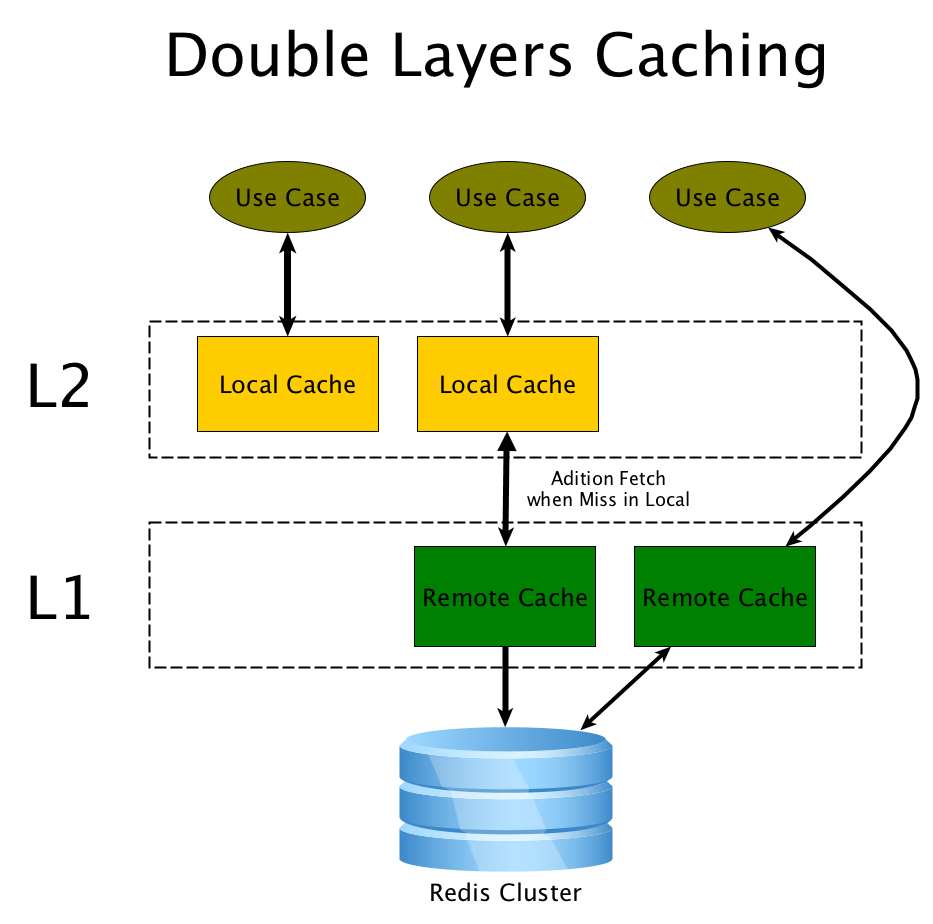 Double Layers Caching
Use Case
Use Case
Use Case
L2
Local Cache
Local Cache
Adition Fetch
when Miss in Local
L1
Remote Cache
Remote Cache
Redis Cluster